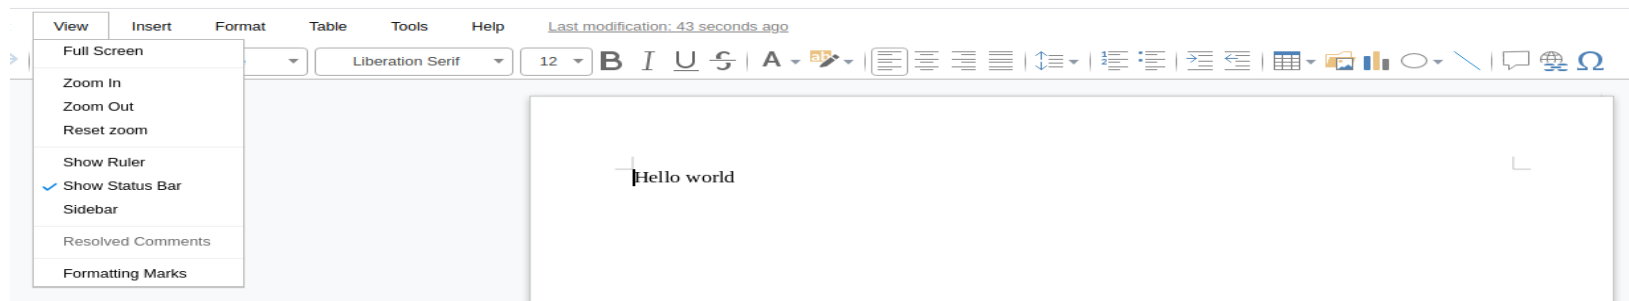 View Insert Format Table Tools Help Last modification: 43 seconds ago
Liberation Serif 12 B I U S A ab
Full Screen
Zoom In
Zoom Out
Reset zoom
Show Ruler
Show Status Bar
Sidebar
Resolved Comments
Formatting Marks
Hello world